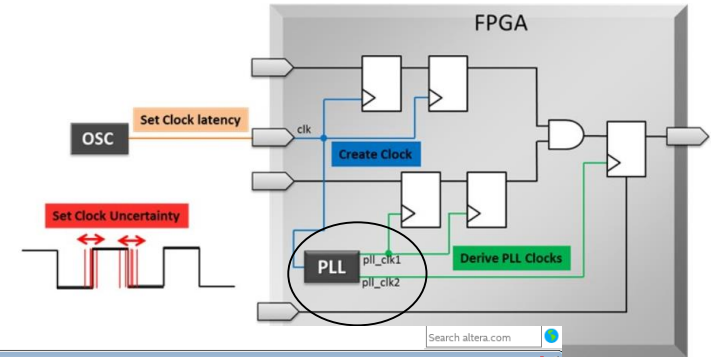 FPGA
Set Clock latency
OSC
clk
Create Clock
Set Clock Uncertainty
PLL
pll_clk1
pll_clk2
Derive PLL Clocks
Search altera.com